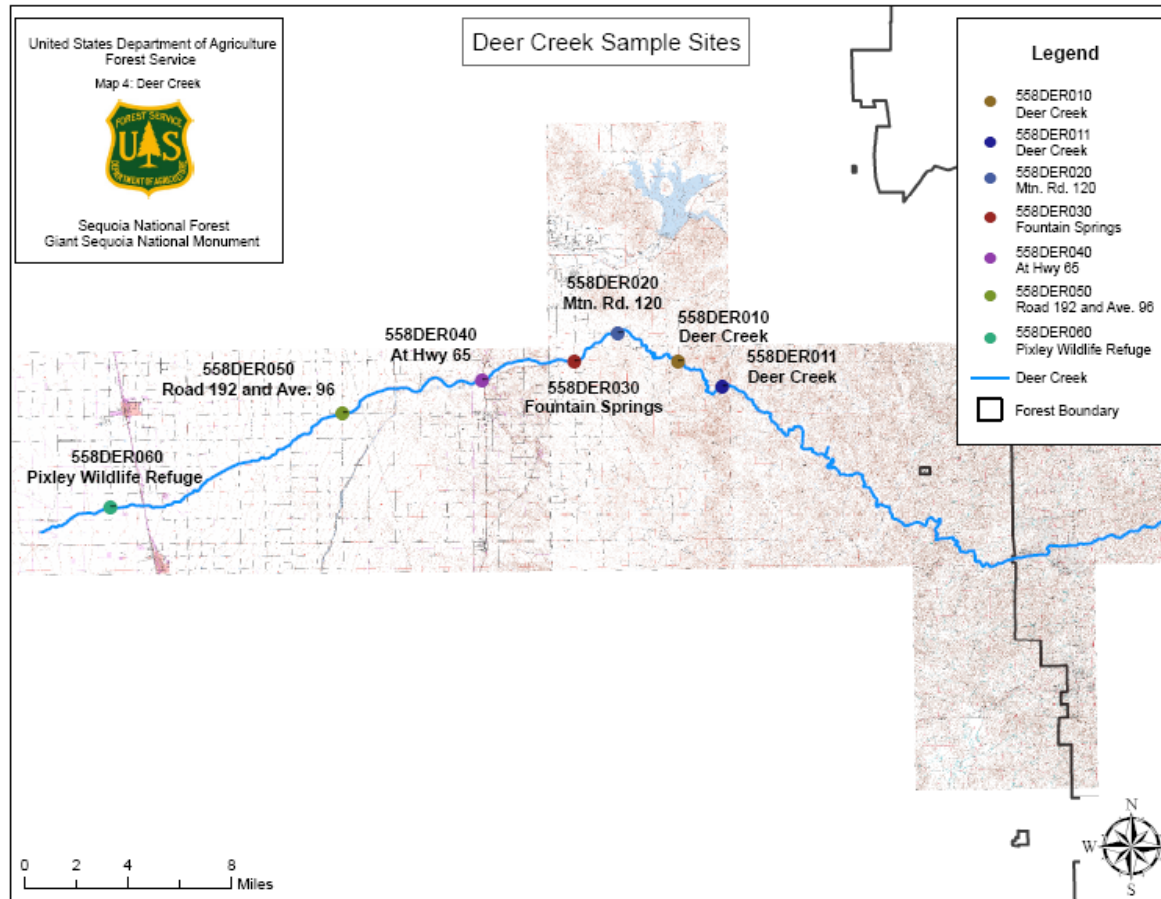 United States Department of Agriculture
Forest Service
Map 4: Deer Creek
FOREST SERVICE
U S
DEPARTMENT OF AGRICULTURE
Sequoia National Forest
Giant Sequoia National Monument
Deer Creek Sample Sites
Legend
558DER010
Deer Creek
558DER011
Deer Creek
558DER020
Mtn. Rd. 120
558DER030
Fountain Springs
558DER040
At Hwy 65
558DER050
Road 192 and Ave. 96
558DER060
Pixley Wildlife Refuge
Deer Creek
Forest Boundary
558DER020
Mtn. Rd. 120
558DER010
Deer Creek
558DER040
At Hwy 65
558DER011
Deer Creek
558DER050
Road 192 and Ave. 96
558DER030
Fountain Springs
558DER060
Pixley Wildlife Refuge
0 2 4 8
Miles
N
W
S